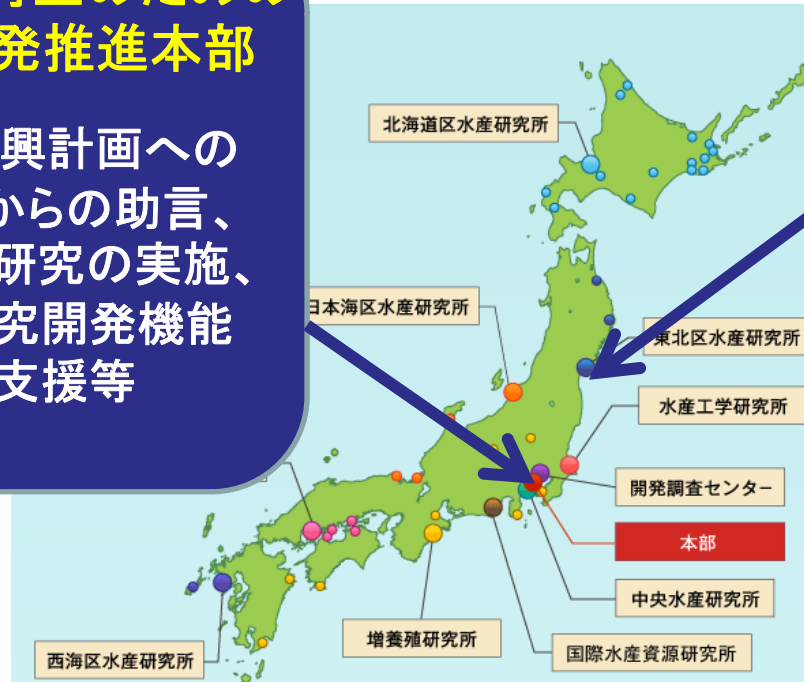 発推進本部
興計画への
からの助言、
研究の実施、
究開発機能
支援等
北海道区水産研究所
日本海区水産研究所
東北区水産研究所
水産工学研究所
開発調査センター
本部
中央水産研究所
国際水産資源研究所
増養殖研究所
西海区水産研究所